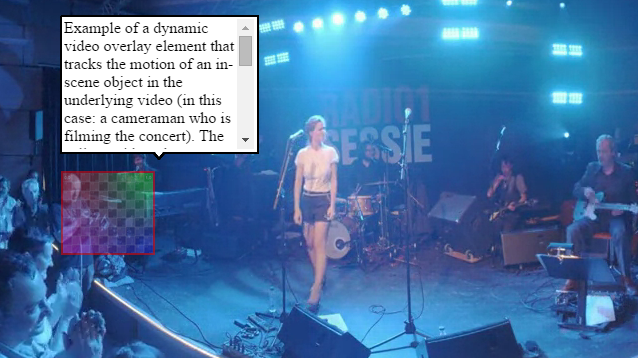 Example of a dynamic
video overlay element that
tracks the motion of an in-
scene object in the
underlying video (in this
case: a cameraman who is
filming the concert). The
RADIO1
SESSIE